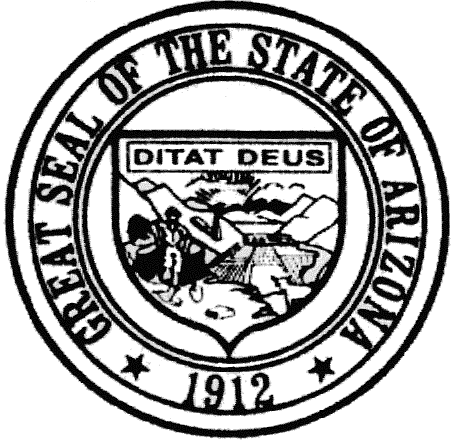 GREAT SEAL OF THE STATE OF ARIZONA
DITAT DEUS
1912